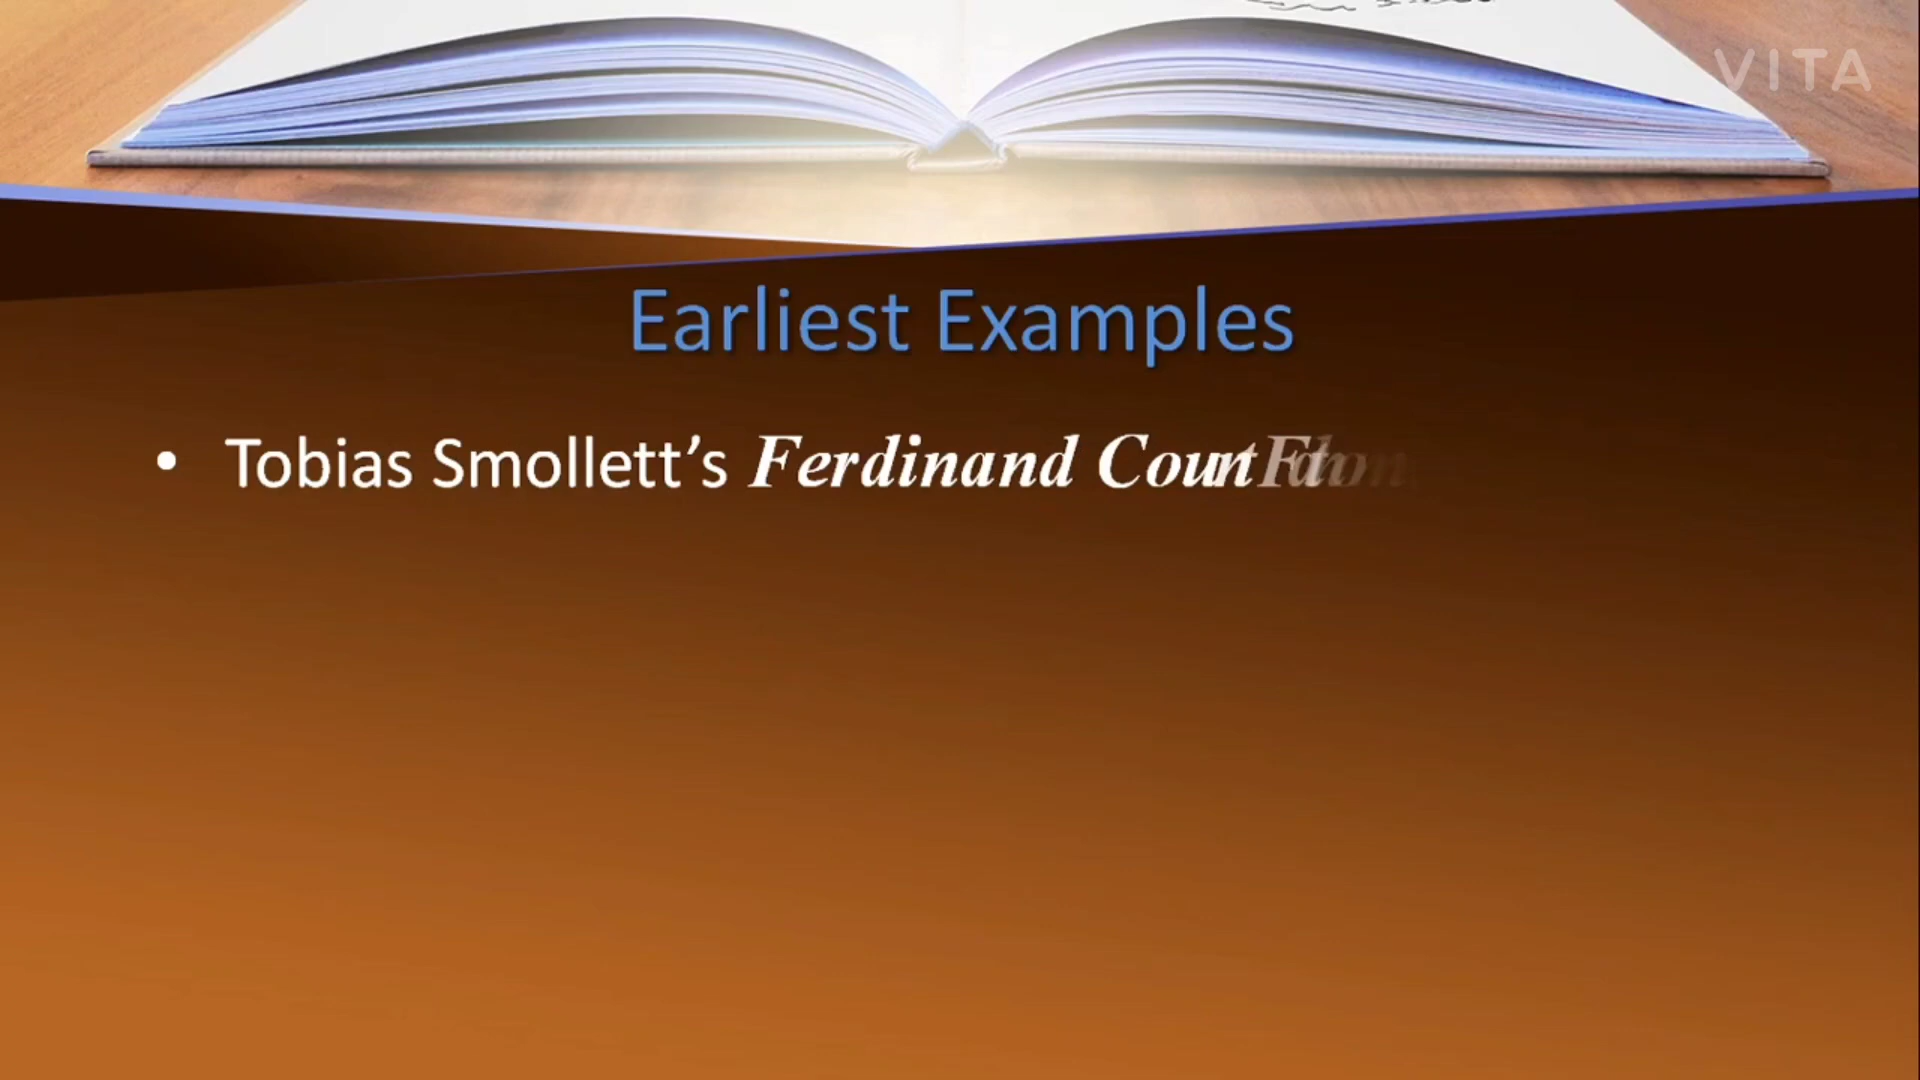 VITA
Earliest Examples
• Tobias Smollett’s Ferdinand Count